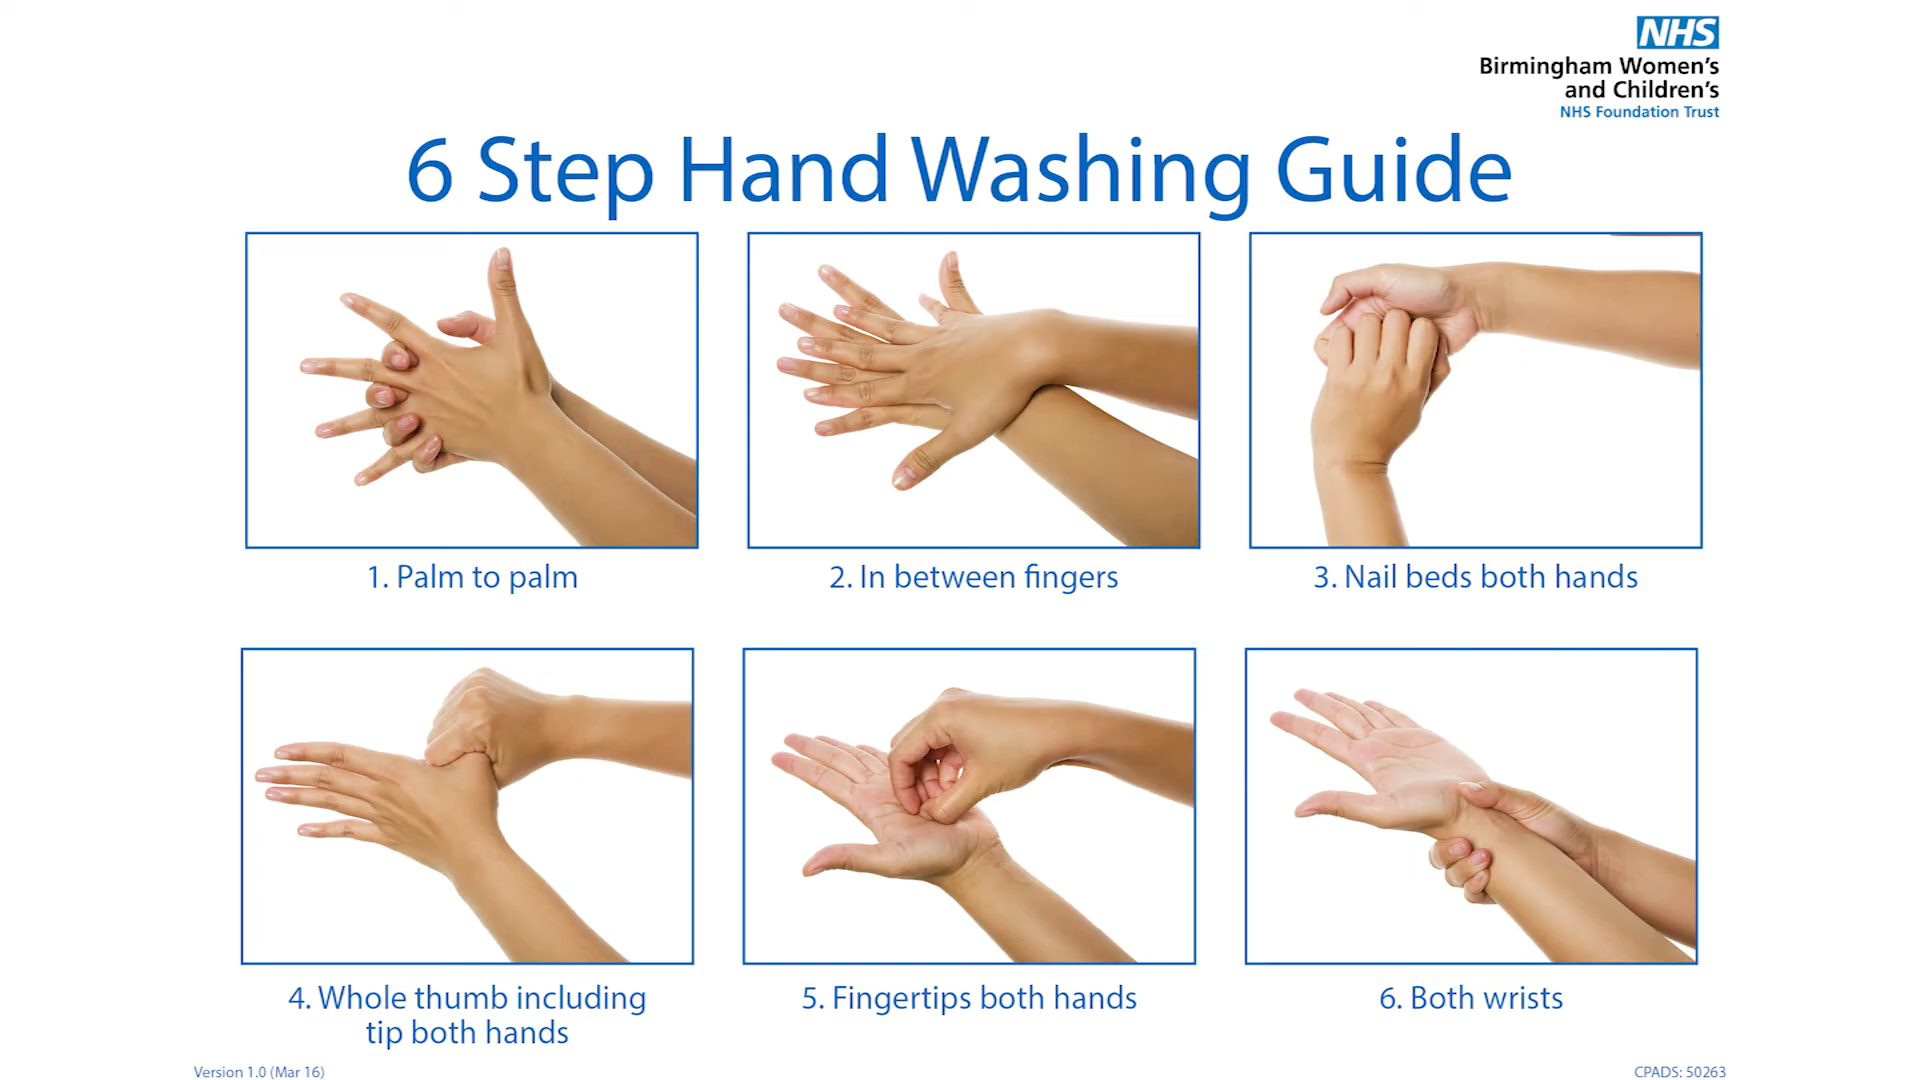 NHS
Birmingham Women's
and Children's
NHS Foundation Trust
6 Step Hand Washing Guide
1. Palm to palm
2. In between fingers
3. Nail beds both hands
4. Whole thumb including
tip both hands
5. Fingertips both hands
6. Both wrists
Version 1.0 (Mar 16)
CPADS: 50263